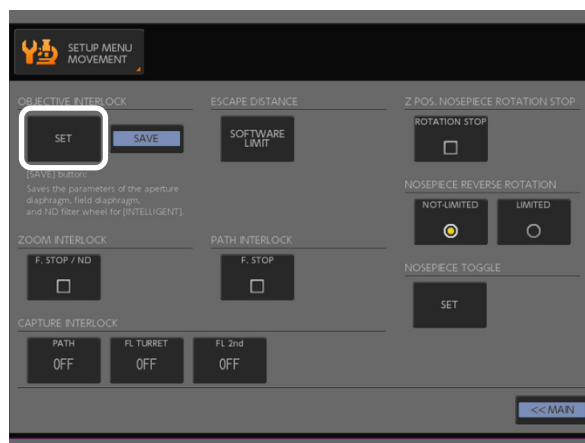 SETUP MENU
MOVEMENT
OBJECTIVE INTERLOCK
SET
SAVE
[SAVE] button:
Saves the parameters of the aperture
diaphragm, field diaphragm,
and ND filter wheel for [INTELLIGENT].
ESCAPE DISTANCE
SOFTWARE
LIMIT
Z POS. NOSEPIECE ROTATION STOP
ROTATION STOP
NOSEPIECE REVERSE ROTATION
NOT-LIMITED
LIMITED
ZOOM INTERLOCK
F. STOP / ND
PATH INTERLOCK
F. STOP
NOSEPIECE TOGGLE
SET
CAPTURE INTERLOCK
PATH
OFF
FL TURRET
OFF
FL 2nd
OFF
<< MAIN